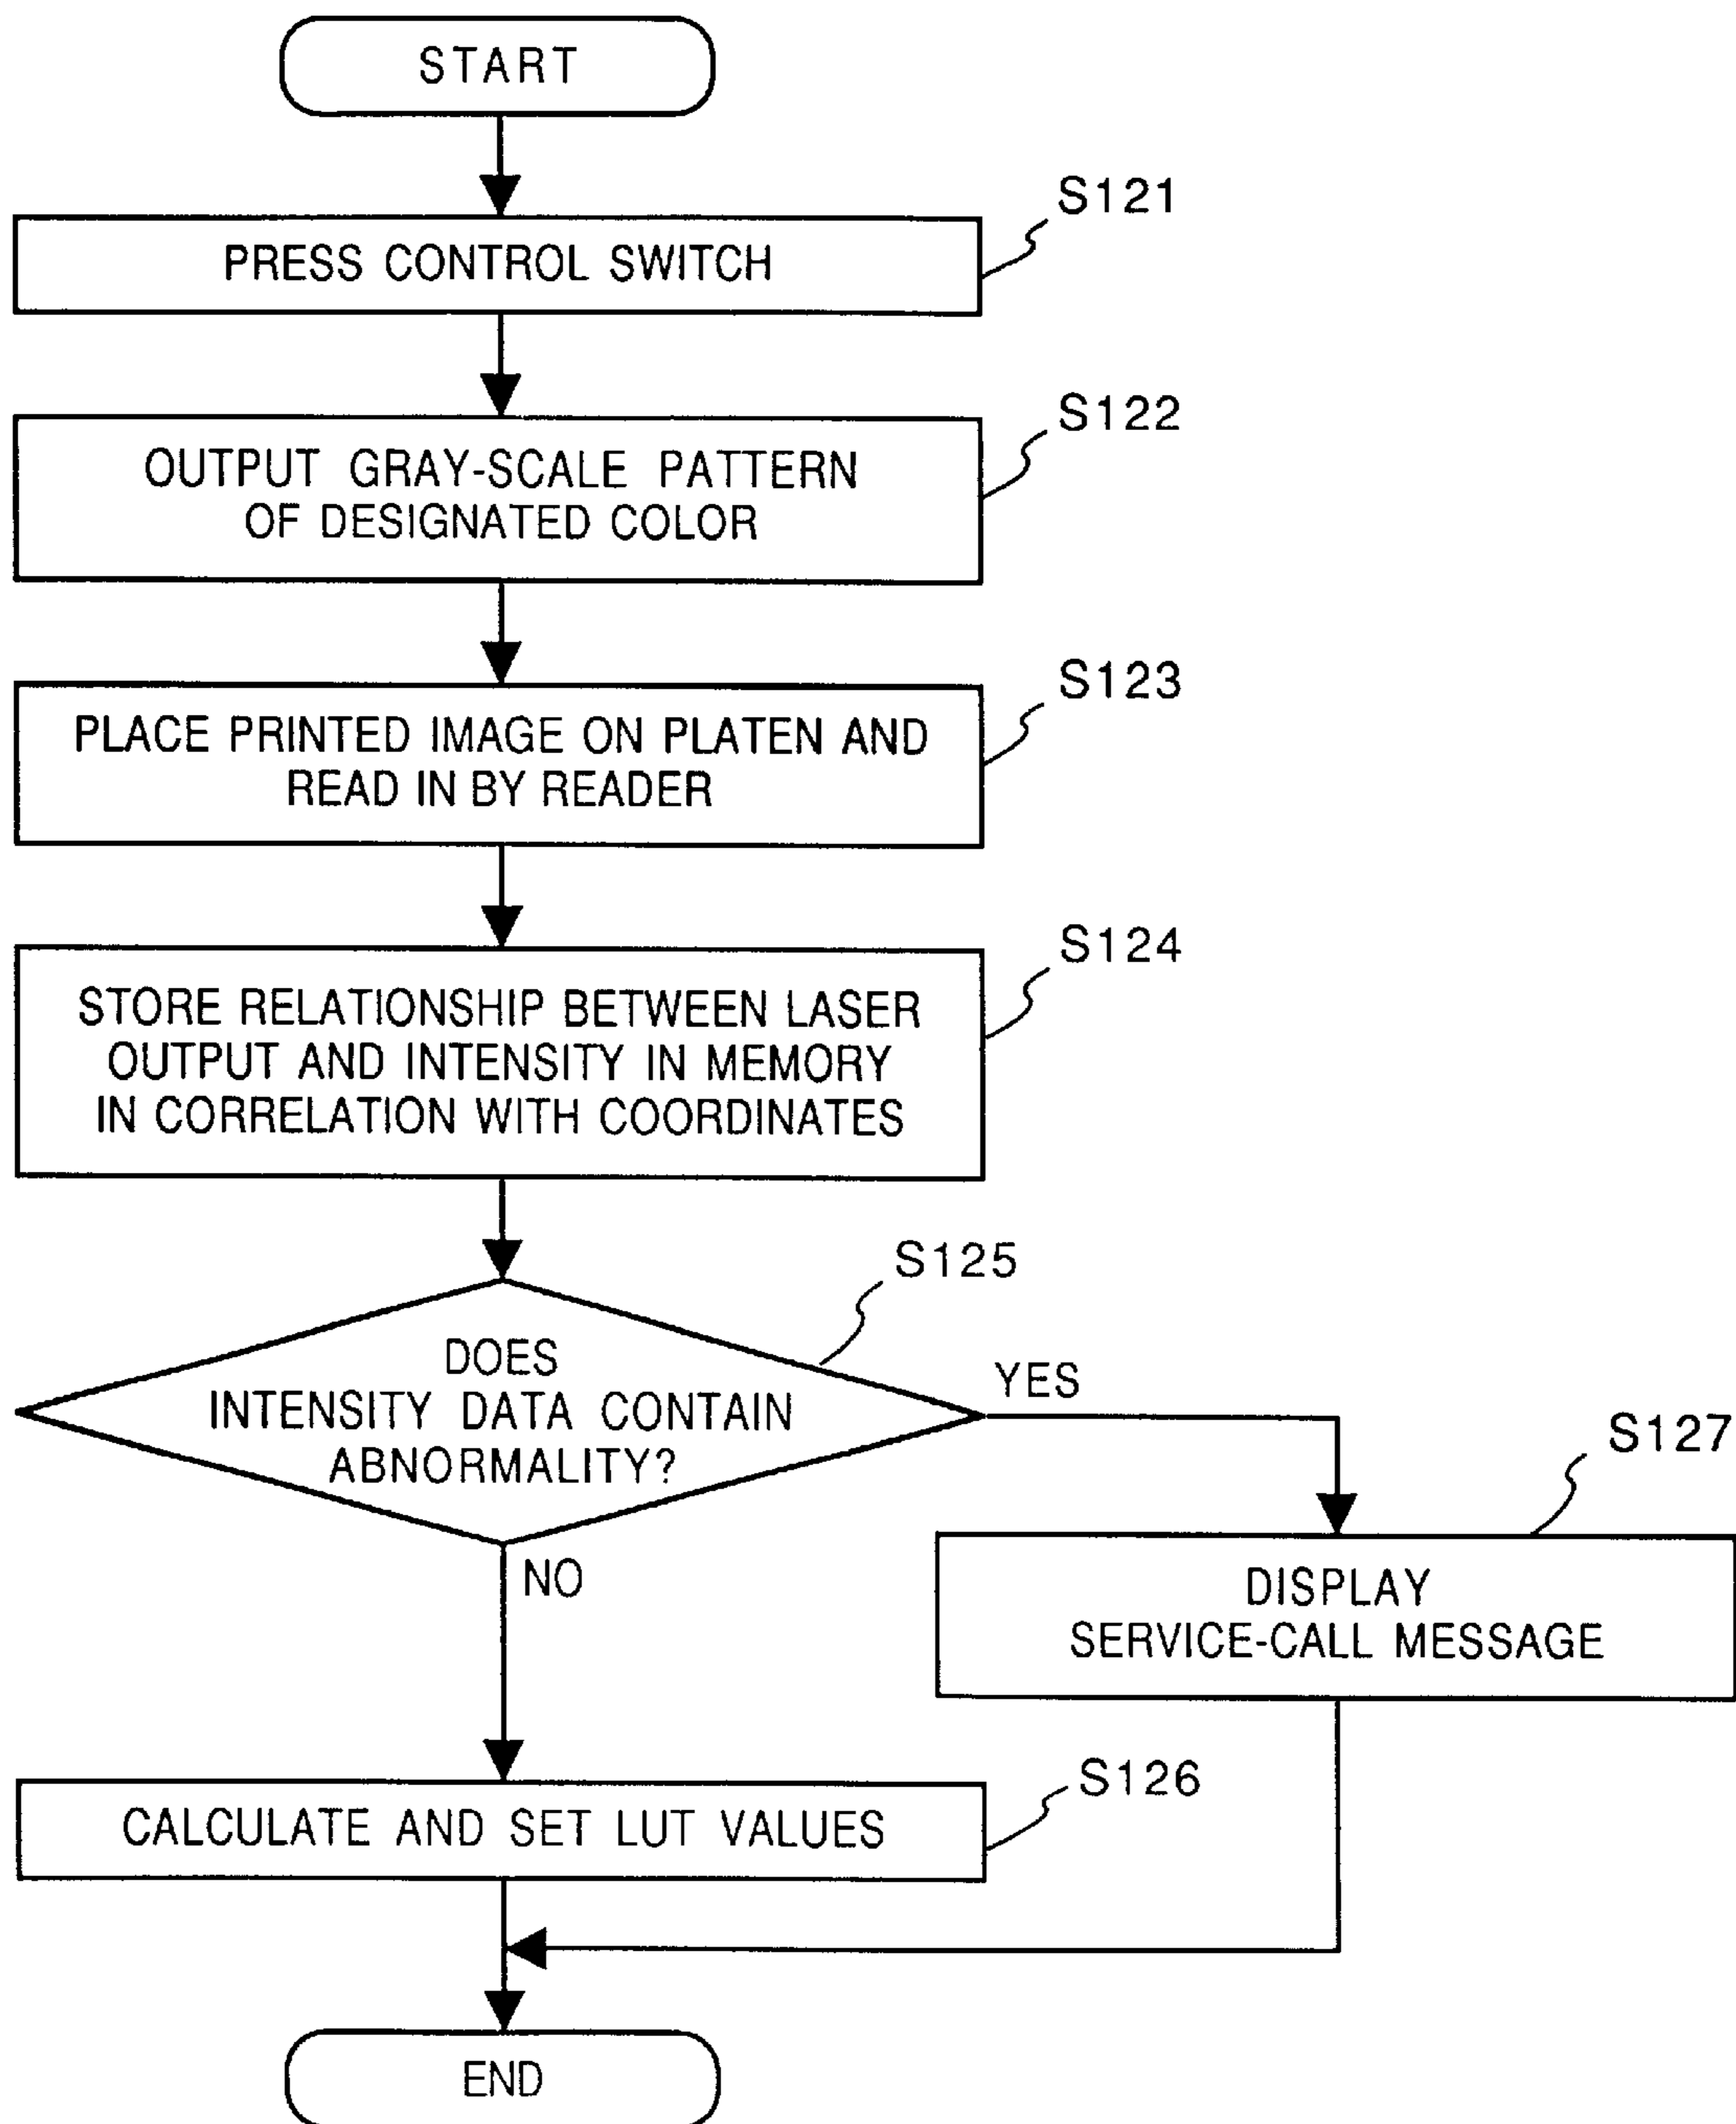 START
S121
PRESS CONTROL SWITCH
S122
OUTPUT GRAY-SCALE PATTERN
OF DESIGNATED COLOR
S123
PLACE PRINTED IMAGE ON PLATEN AND
READ IN BY READER
S124
STORE RELATIONSHIP BETWEEN LASER
OUTPUT AND INTENSITY IN MEMORY
IN CORRELATION WITH COORDINATES
S125
DOES
INTENSITY DATA CONTAIN
ABNORMALITY?
YES
NO
S127
DISPLAY
SERVICE-CALL MESSAGE
S126
CALCULATE AND SET LUT VALUES
END